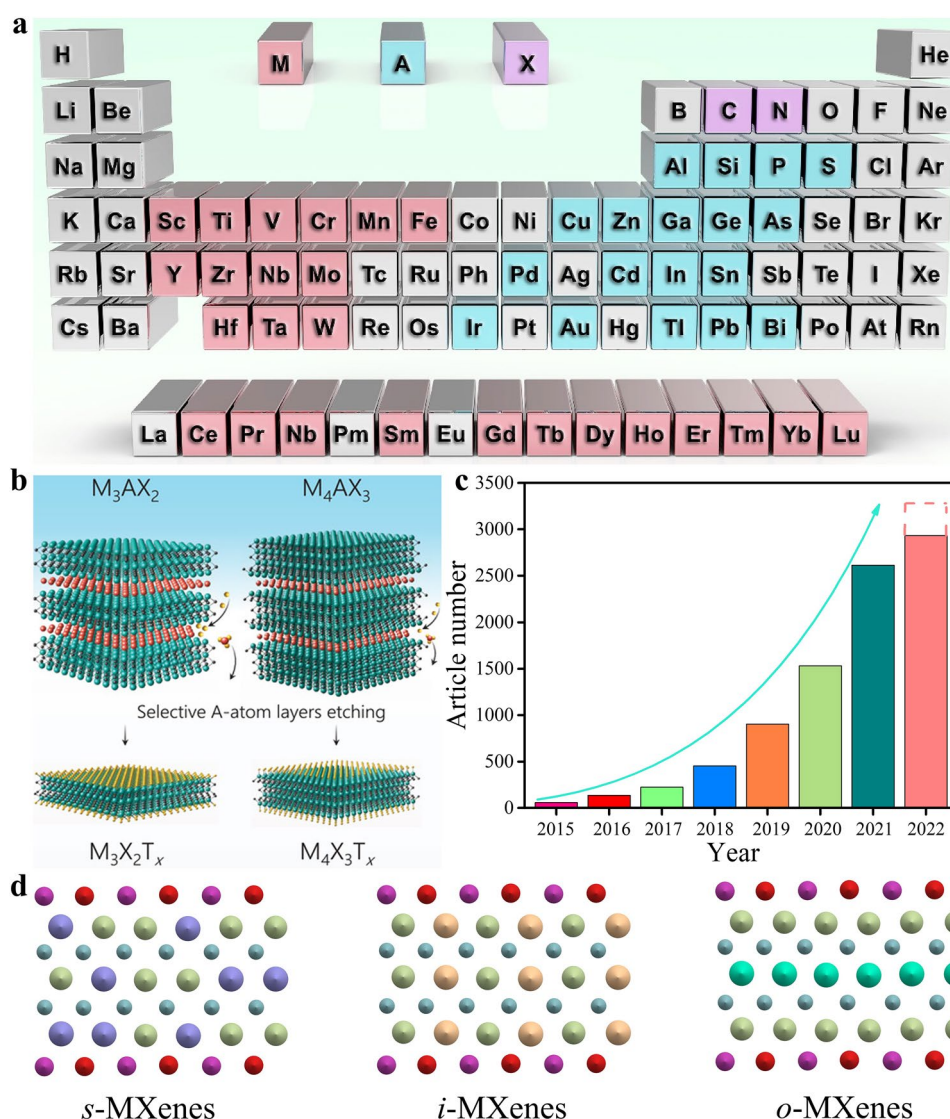 a
M A X
H He
Li Be B C N O F Ne
Na Mg Al Si P S Cl Ar
K Ca Sc Ti V Cr Mn Fe Co Ni Cu Zn Ga Ge As Se Br Kr
Rb Sr Y Zr Nb Mo Tc Ru Ph Pd Ag Cd In Sn Sb Te I Xe
Cs Ba Hf Ta W Re Os Ir Pt Au Hg Tl Pb Bi Po At Rn
La Ce Pr Nb Pm Sm Eu Gd Tb Dy Ho Er Tm Yb Lu
b
M₃AX₂ M₄AX₃
Selective A-atom layers etching
M₃X₂Tₓ M₄X₃Tₓ
c
Article number
3500
3000
2500
1500
1000
500
0
2015 2016 2017 2018 2019 2020 2021 2022
Year
d
s-MXenes i-MXenes o-MXenes